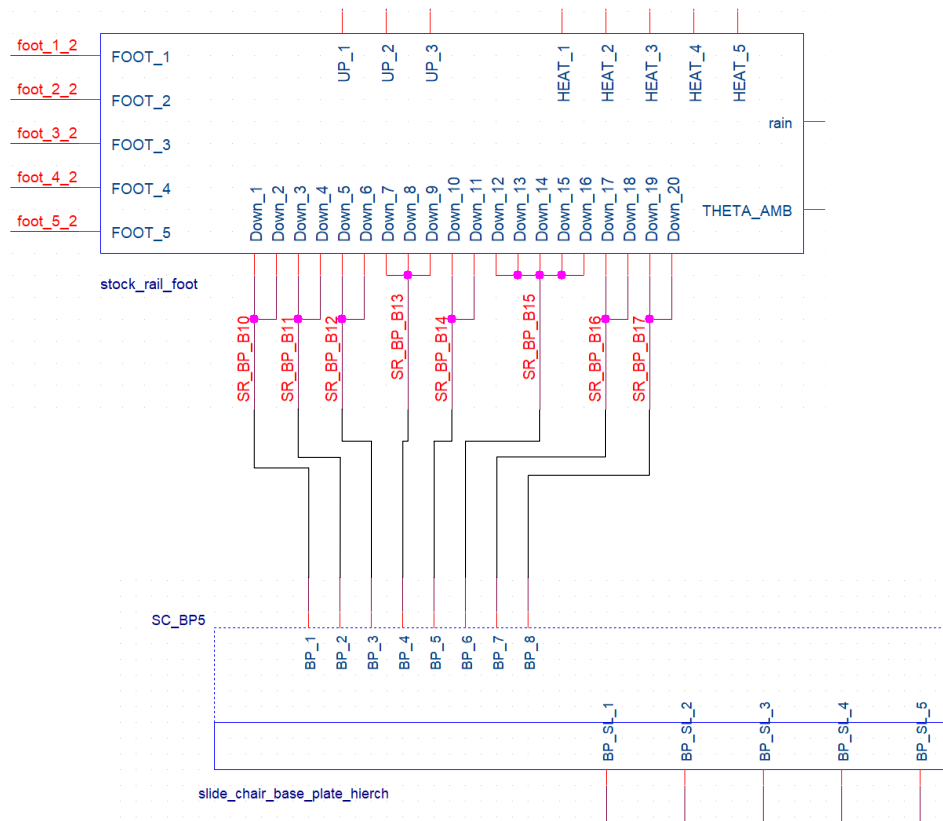 foot_1_2
foot_2_2
foot_3_2
foot_4_2
foot_5_2
FOOT_1
FOOT_2
FOOT_3
FOOT_4
FOOT_5
UP_1
UP_2
UP_3
HEAT_1
HEAT_2
HEAT_3
HEAT_4
HEAT_5
rain
THETA_AMB
Down_1
Down_2
Down_3
Down_4
Down_5
Down_6
Down_7
Down_8
Down_9
Down_10
Down_11
Down_12
Down_13
Down_14
Down_15
Down_16
Down_17
Down_18
Down_19
Down_20
stock_rail_foot
SR_BP_B10
SR_BP_B11
SR_BP_B12
SR_BP_B13
SR_BP_B14
SR_BP_B15
SR_BP_B16
SR_BP_B17
SC_BP5
BP_1
BP_2
BP_3
BP_4
BP_5
BP_6
BP_7
BP_8
BP_SL_1
BP_SL_2
BP_SL_3
BP_SL_4
BP_SL_5
slide_chair_base_plate_hierch